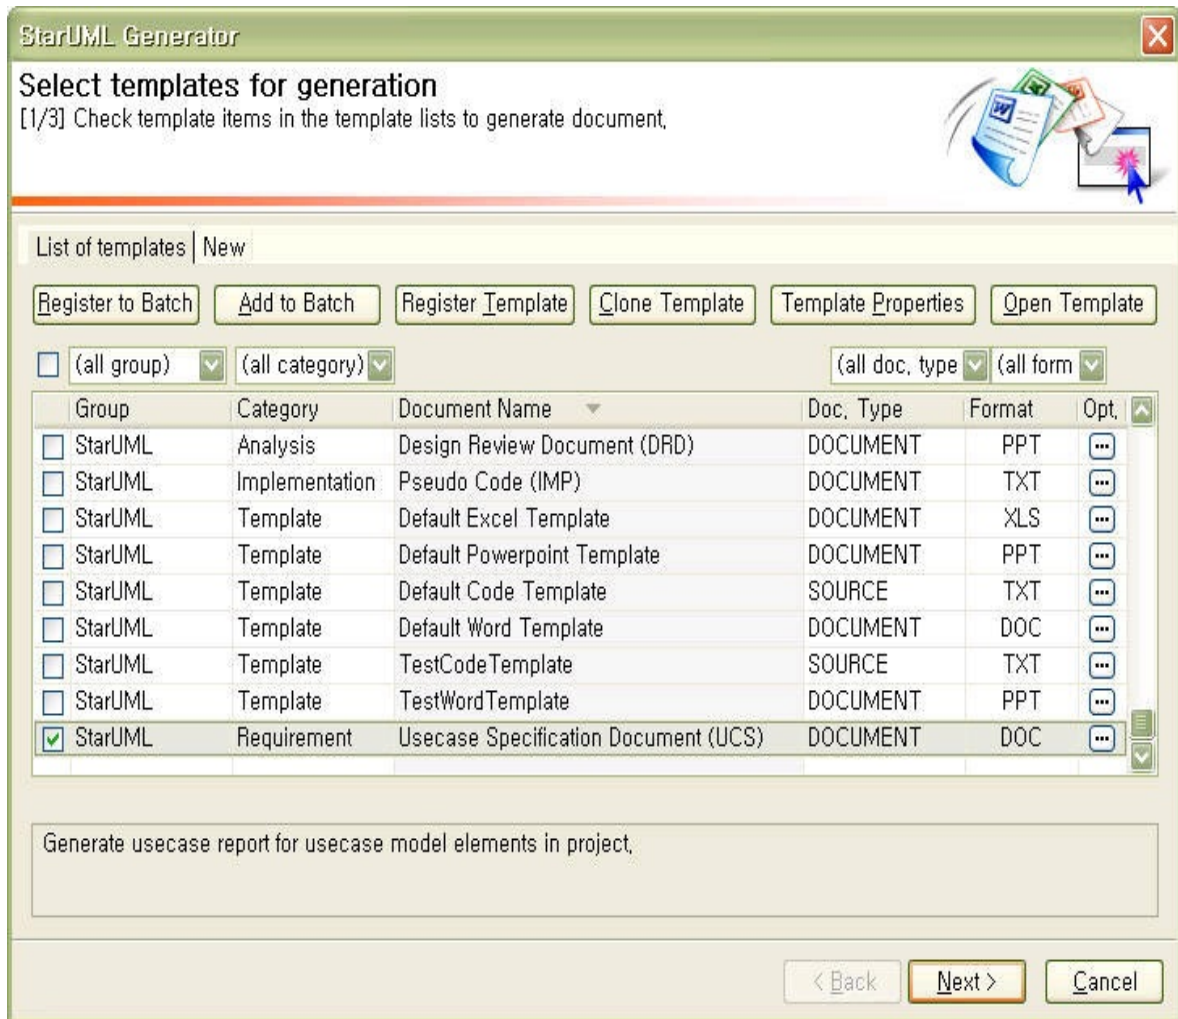 StarUML Generator
Select templates for generation
[1/3] Check template items in the template lists to generate document,
List of templates New
Register to Batch Add to Batch Register Template Clone Template Template Properties Open Template
(all group) (all category) (all doc, type (all form
Group Category Document Name Doc, Type Format Opt,
StarUML Analysis Design Review Document (DRD) DOCUMENT PPT ...
StarUML Implementation Pseudo Code (IMP) DOCUMENT TXT ...
StarUML Template Default Excel Template DOCUMENT XLS ...
StarUML Template Default Powerpoint Template DOCUMENT PPT ...
StarUML Template Default Code Template SOURCE TXT ...
StarUML Template Default Word Template DOCUMENT DOC ...
StarUML Template TestCodeTemplate SOURCE TXT ...
StarUML Template TestWordTemplate DOCUMENT PPT ...
StarUML Requirement Usecase Specification Document (UCS) DOCUMENT DOC ...
Generate usecase report for usecase model elements in project,
< Back Next > Cancel